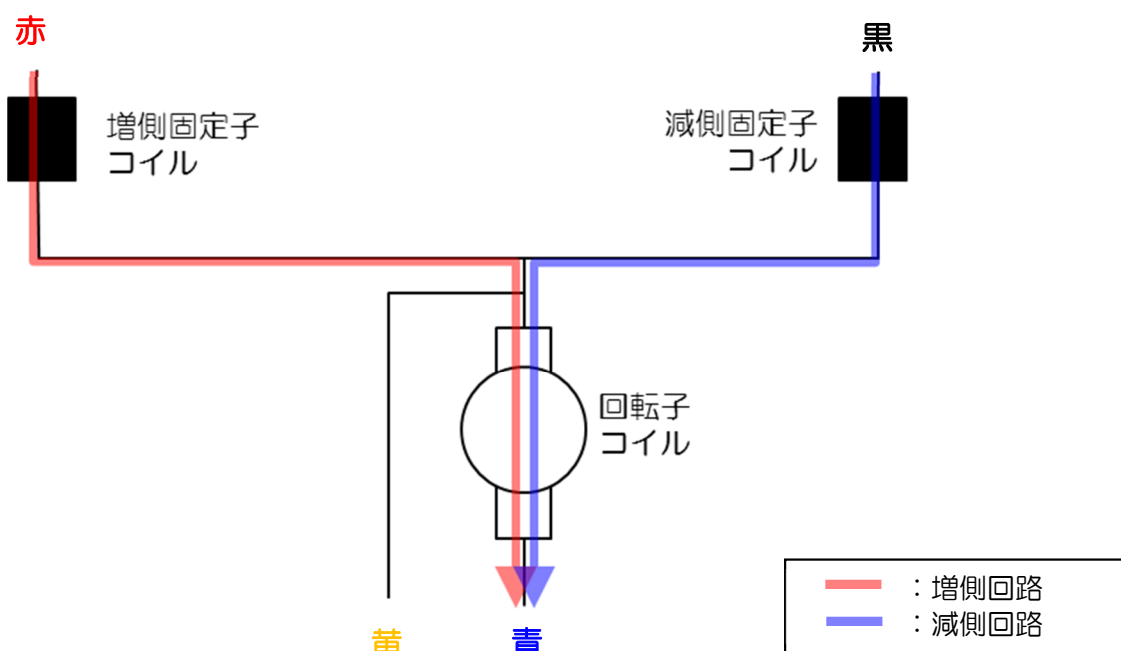 赤
黒
増側固定子
コイル
減側固定子
コイル
回転子
コイル
：増側回路
：減側回路
黄
青